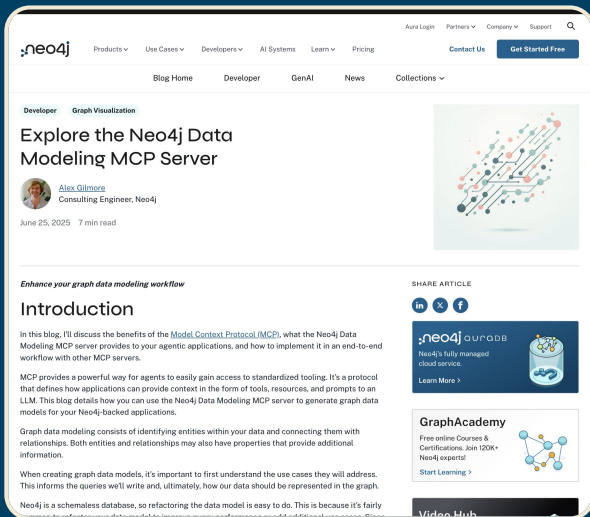 Aura Login Partners Company Support
neo4j Products Use Cases Developers AI Systems Learn Pricing Contact Us Get Started Free
Blog Home Developer GenAI News Collections
Developer Graph Visualization
Explore the Neo4j Data
Modeling MCP Server
Alex Gilmore
Consulting Engineer, Neo4j
June 25, 2025 7 min read
Enhance your graph data modeling workflow
Introduction
In this blog, I'll discuss the benefits of the Model Context Protocol (MCP), what the Neo4j Data
Modeling MCP server provides to your agentic applications, and how to implement it in an end-to-end
workflow with other MCP servers.
MCP provides a powerful way for agents to easily gain access to standardized tooling. It's a protocol
that defines how applications can provide context in the form of tools, resources, and prompts to an
LLM. This blog details how you can use the Neo4j Data Modeling MCP server to generate graph data
models for your Neo4j-backed applications.
Graph data modeling consists of identifying entities within your data and connecting them with
relationships. Both entities and relationships may also have properties that provide additional
information.
When creating graph data models, it's important to first understand the use cases they will address.
This informs the queries we'll write and, ultimately, how our data should be represented in the graph.
Neo4j is a schemaless database, so refactoring the data model is easy to do. This is because it's fairly
SHARE ARTICLE
in X f
neo4j auraDB
Neo4j's fully managed
cloud service.
Learn More >
GraphAcademy
Free online Courses &
Certifications. Join 120K+
Neo4j experts!
Start Learning >
Video Hub